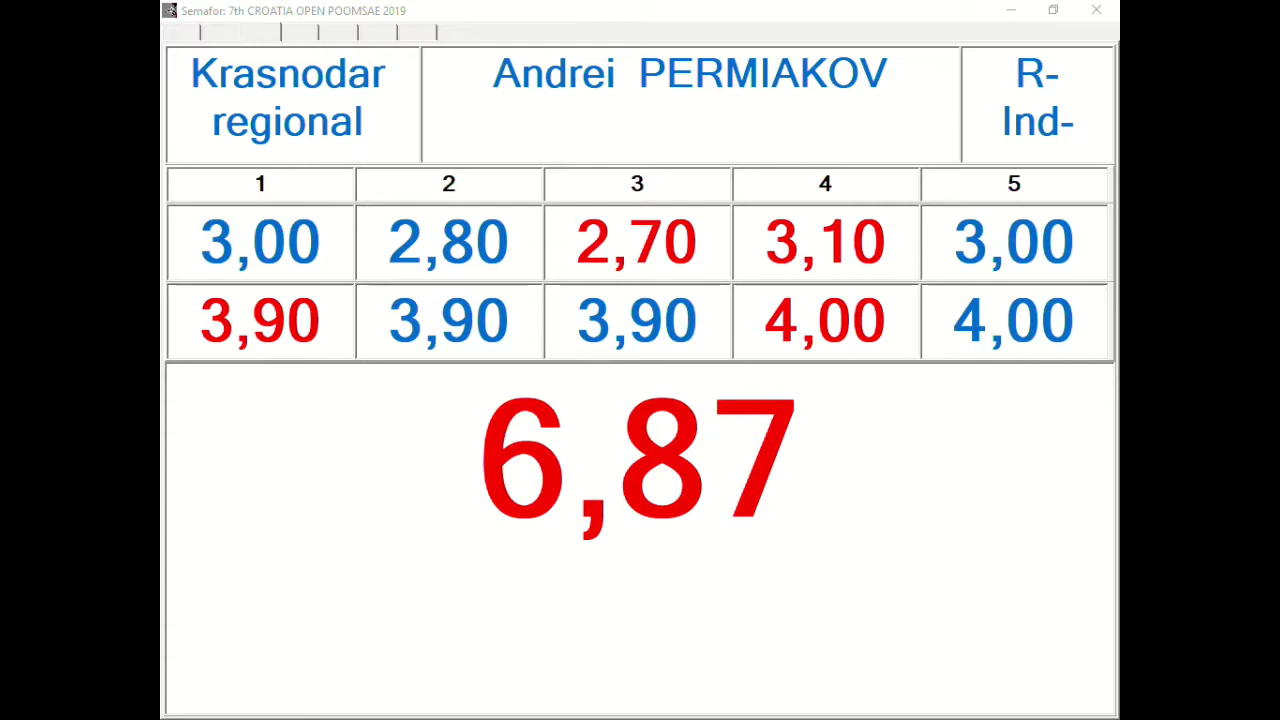 Semafor: 7th CROATIA OPEN POOMSAE 2019
Krasnodar
regional
Andrei PERMIAKOV
R-
Ind-
1 2 3 4 5
3,00 2,80 2,70 3,10 3,00
3,90 3,90 3,90 4,00 4,00
6,87